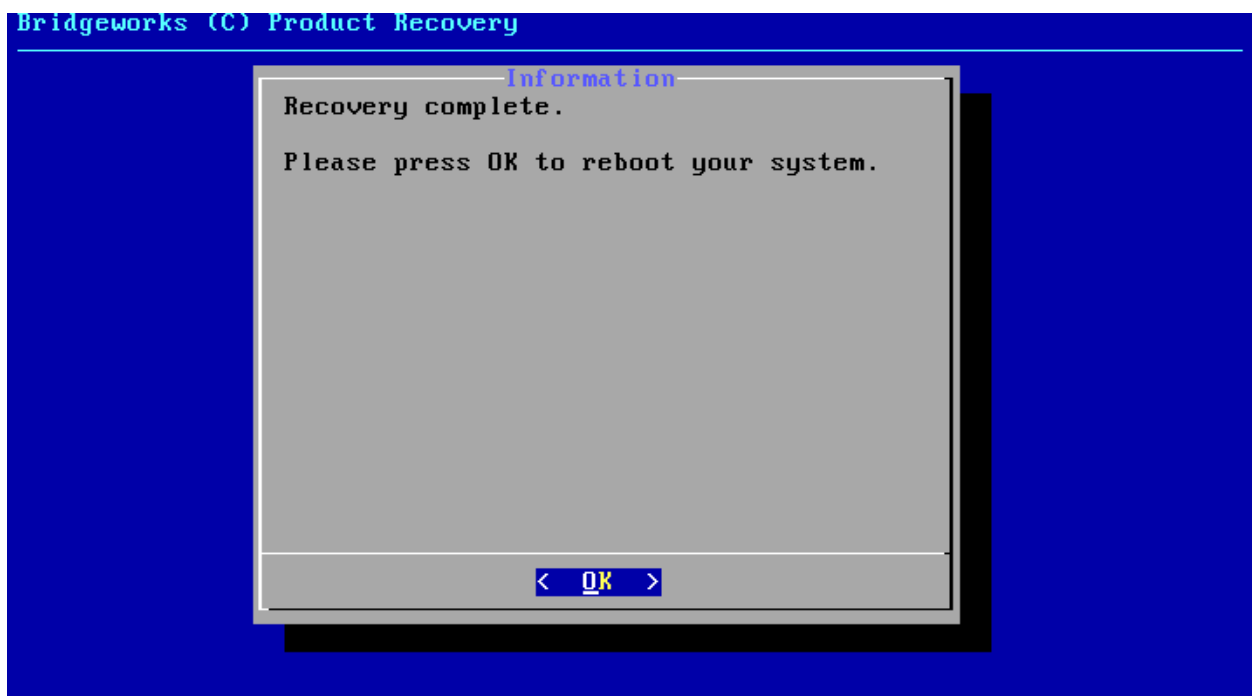 Bridgeworks (C) Product Recovery
Information
Recovery complete.
Please press OK to reboot your system.
< OK >